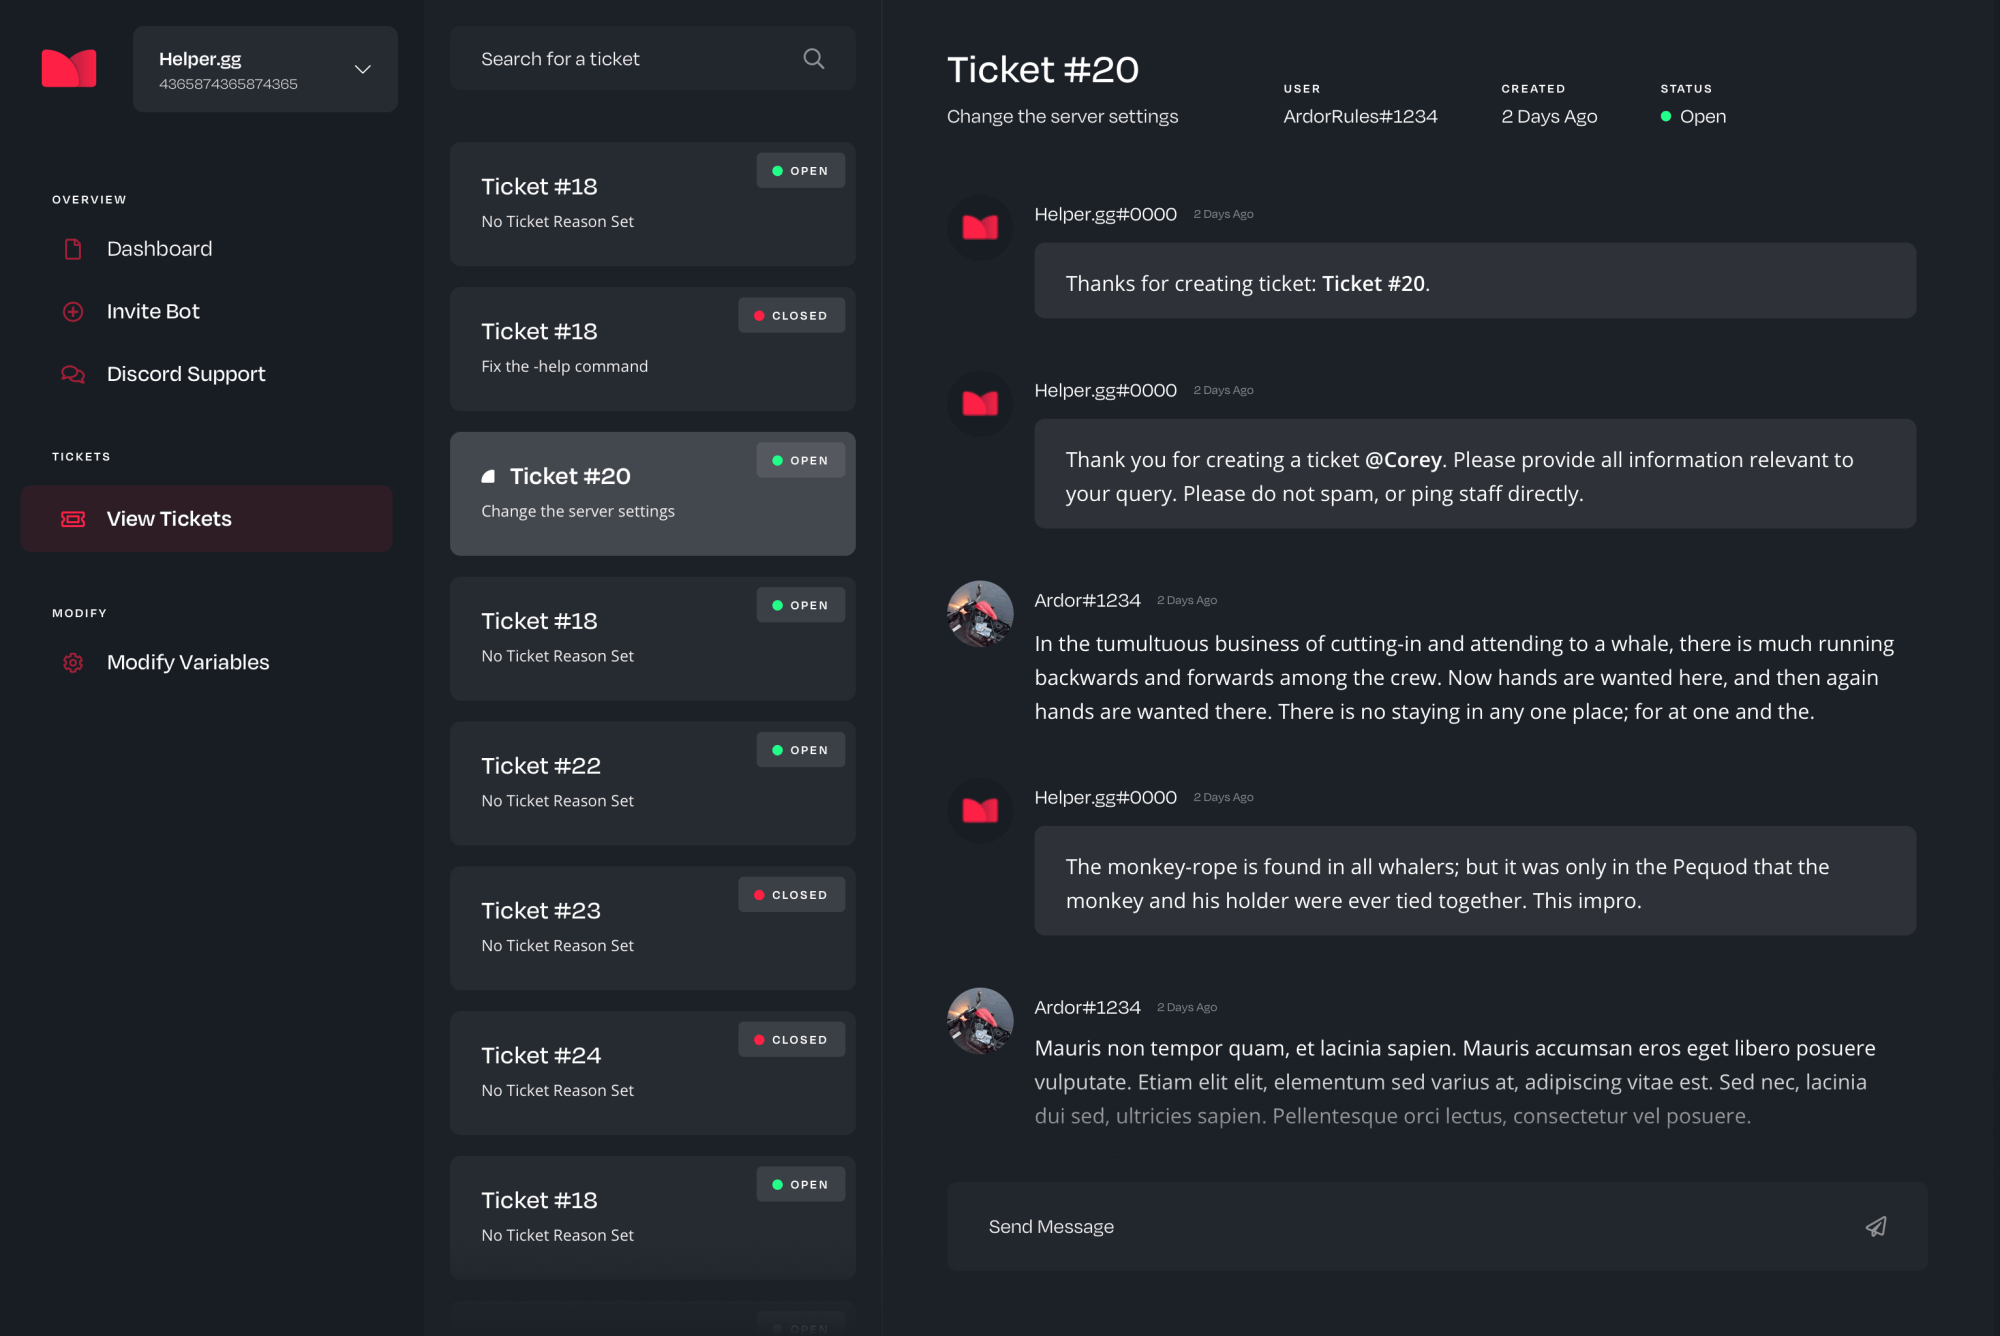 Helper.gg
4365874365874365
OVERVIEW
Dashboard
Invite Bot
Discord Support
TICKETS
View Tickets
MODIFY
Modify Variables
Search for a ticket
Ticket #18
OPEN
No Ticket Reason Set
Ticket #18
CLOSED
Fix the -help command
Ticket #20
OPEN
Change the server settings
Ticket #18
OPEN
No Ticket Reason Set
Ticket #22
OPEN
No Ticket Reason Set
Ticket #23
CLOSED
No Ticket Reason Set
Ticket #24
CLOSED
No Ticket Reason Set
Ticket #18
OPEN
No Ticket Reason Set
OPEN
Ticket #20
Change the server settings
USER
ArdorRules#1234
CREATED
2 Days Ago
STATUS
Open
Helper.gg#0000 2 Days Ago
Thanks for creating ticket: Ticket #20.
Helper.gg#0000 2 Days Ago
Thank you for creating a ticket @Corey. Please provide all information relevant to
your query. Please do not spam, or ping staff directly.
Ardor#1234 2 Days Ago
In the tumultuous business of cutting-in and attending to a whale, there is much running
backwards and forwards among the crew. Now hands are wanted here, and then again
hands are wanted there. There is no staying in any one place; for at one and the.
Helper.gg#0000 2 Days Ago
The monkey-rope is found in all whalers; but it was only in the Pequod that the
monkey and his holder were ever tied together. This impro.
Ardor#1234 2 Days Ago
Mauris non tempor quam, et lacinia sapien. Mauris accumsan eros eget libero posuere
vulputate. Etiam elit elit, elementum sed varius at, adipiscing vitae est. Sed nec, lacinia
dui sed, ultricies sapien. Pellentesque orci lectus, consectetur vel posuere.
Send Message